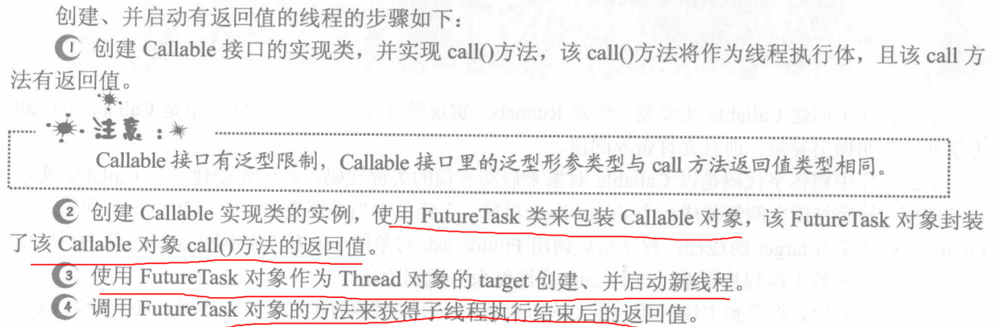 创建、并启动有返回值的线程的步骤如下：
① 创建 Callable 接口的实现类，并实现 call()方法，该 call()方法将作为线程执行体，且该 call 方
法有返回值。
注意：
Callable 接口有泛型限制，Callable 接口里的泛型形参类型与 call 方法返回值类型相同。
② 创建 Callable 实现类的实例，使用 FutureTask 类来包装 Callable 对象，该 FutureTask 对象封装
了该 Callable 对象 call()方法的返回值。
③ 使用 FutureTask 对象作为 Thread 对象的 target 创建、并启动新线程。
④ 调用 FutureTask 对象的方法来获得子线程执行结束后的返回值。